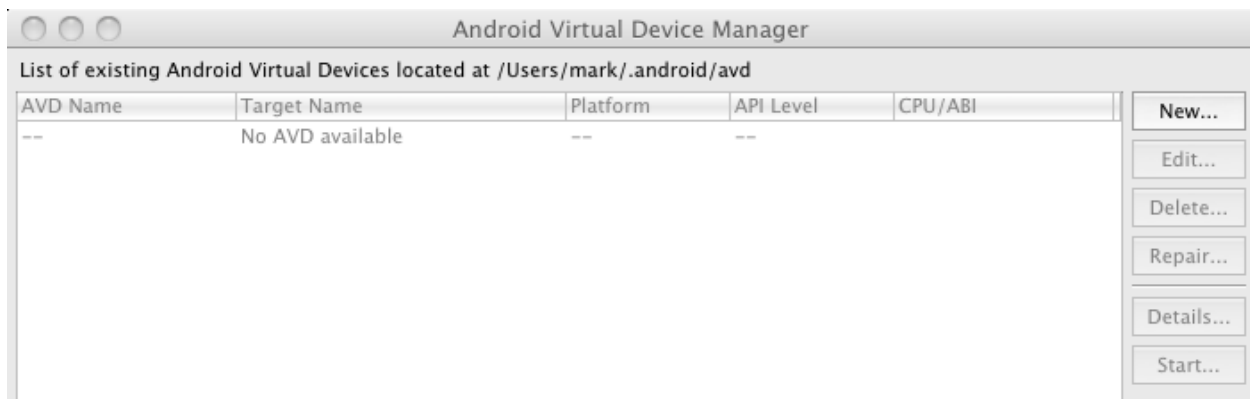 Android Virtual Device Manager
List of existing Android Virtual Devices located at /Users/mark/.android/avd
AVD Name Target Name Platform API Level CPU/ABI
-- No AVD available -- --
New...
Edit...
Delete...
Repair...
Details...
Start...